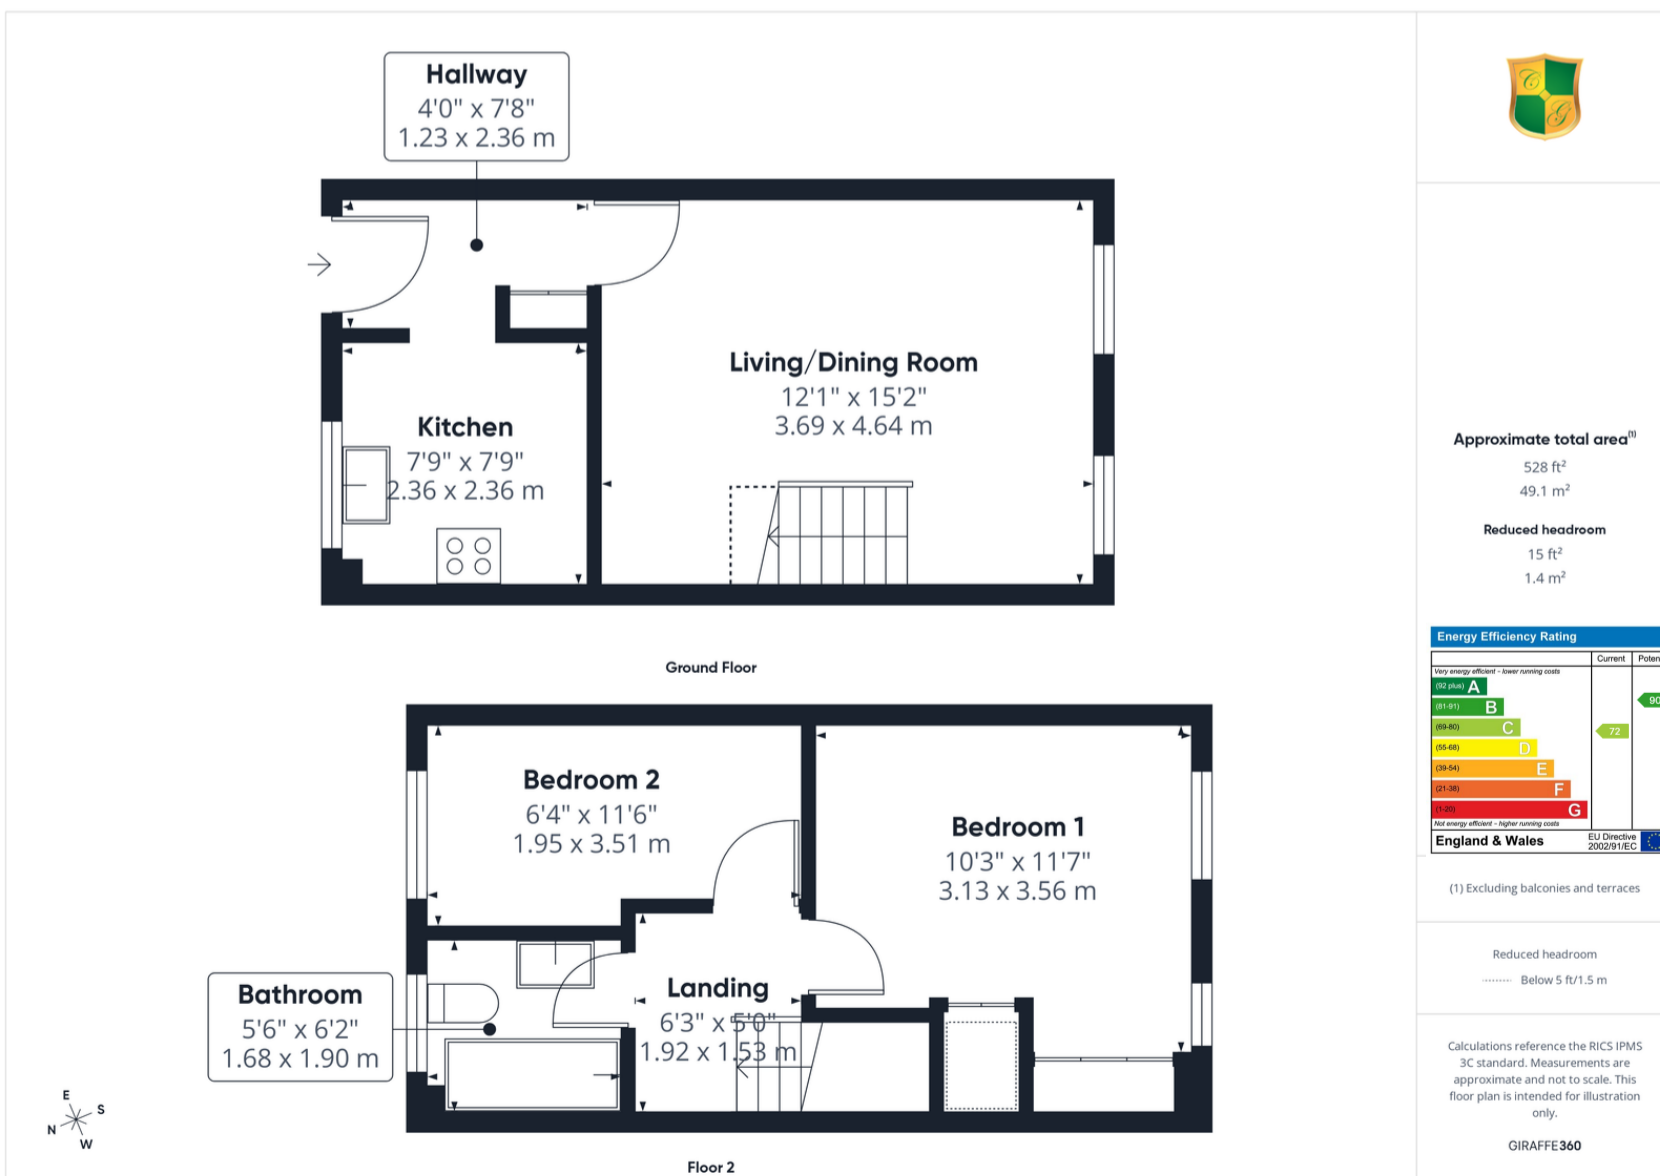 Hallway
4'0" x 7'8"
1.23 x 2.36 m
Living/Dining Room
12'1" x 15'2"
3.69 x 4.64 m
Kitchen
7'9" x 7'9"
2.36 x 2.36 m
Ground Floor
Bedroom 2
6'4" x 11'6"
1.95 x 3.51 m
Bedroom 1
10'3" x 11'7"
3.13 x 3.56 m
Landing
6'3" x 5'0"
1.92 x 1.53 m
Bathroom
5'6" x 6'2"
1.68 x 1.90 m
E
S
N
W
Floor 2
C
G
Approximate total area(1)
528 ft²
49.1 m²
Reduced headroom
15 ft²
1.4 m²
Energy Efficiency Rating
Current Poten
Very energy efficient - lower running costs
(92 plus) A
(81-91) B
90
(69-80) C
72
(55-68) D
(39-54) E
(21-38) F
(1-20) G
Not energy efficient - higher running costs
England & Wales
EU Directive
2002/91/EC
(1) Excluding balconies and terraces
Reduced headroom
Below 5 ft/1.5 m
Calculations reference the RICS IPMS
3C standard. Measurements are
approximate and not to scale. This
floor plan is intended for illustration
only.
GIRAFFE360